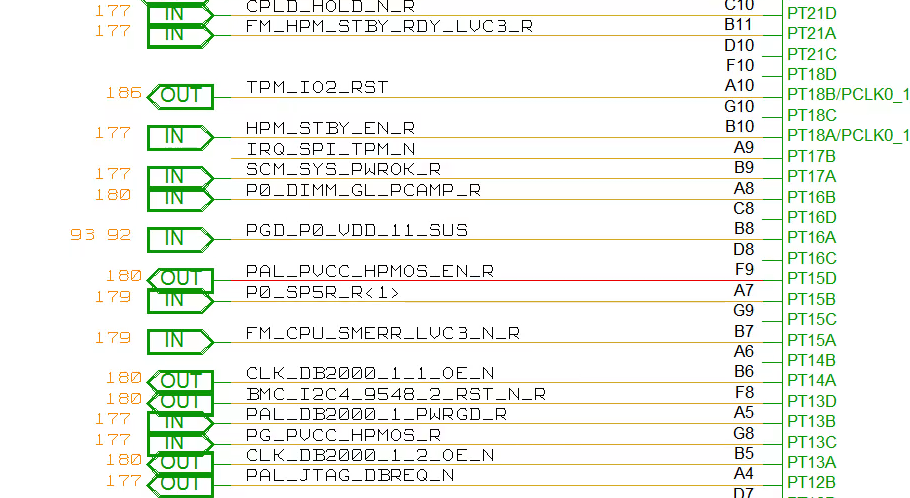 CPLD_HOLD_N_R C10
177 IN PT21D
177 IN FM_HPM_STBY_RDY_LVC3_R B11 PT21A
D10 PT21C
F10 PT18D
186 OUT TPM_IO2_RST A10 PT18B/PCLK0_1
G10 PT18C
177 IN HPM_STBY_EN_R B10 PT18A/PCLK0_1
IRQ_SPI_TPM_N A9 PT17B
177 IN SCM_SYS_PWROK_R B9 PT17A
180 IN P0_DIMM_GL_PCAMP_R A8 PT16B
C8 PT16D
93 92 IN PGD_P0_VDD_11_SUS B8 PT16A
D8 PT16C
180 OUT PAL_PVCC_HPMOS_EN_R F9 PT15D
179 IN P0_SP5R_R<1> A7 PT15B
G9 PT15C
179 IN FM_CPU_SMERR_LVC3_N_R B7 PT15A
A6 PT14B
180 OUT CLK_DB2000_1_1_OE_N B6 PT14A
180 OUT BMC_I2C4_9548_2_RST_N_R F8 PT13D
177 IN PAL_DB2000_1_PWRGD_R A5 PT13B
177 IN PG_PVCC_HPMOS_R G8 PT13C
180 OUT CLK_DB2000_1_2_OE_N B5 PT13A
177 OUT PAL_JTAG_DBREQ_N A4 PT12B
D7